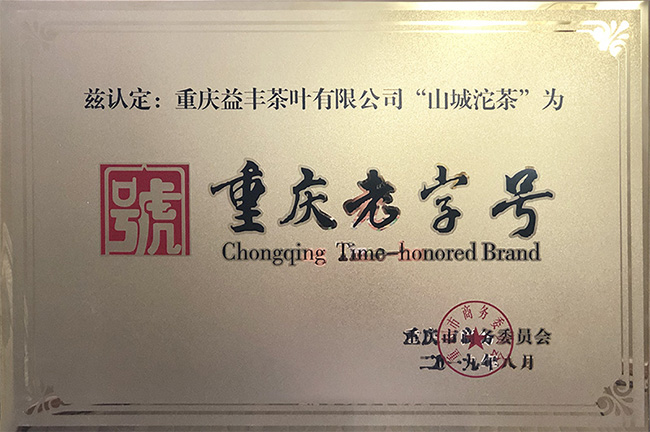 兹认定：重庆益丰茶叶有限公司“山城沱茶”为
號 重庆老字号
Chongqing Time-honored Brand
重庆市商务委员会
二〇一九年八月